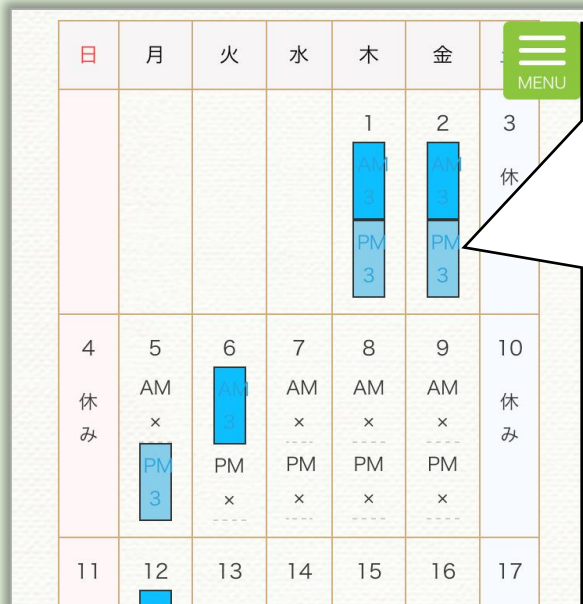 日 月 火 水 木 金
MENU
1 2 3
AM AM 休
3 3
PM PM
3 3
4 5 6 7 8 9 10
休 AM AM AM AM AM 休
み × 3 × × × み
PM PM PM PM PM
3 × × × ×
11 12 13 14 15 16 17